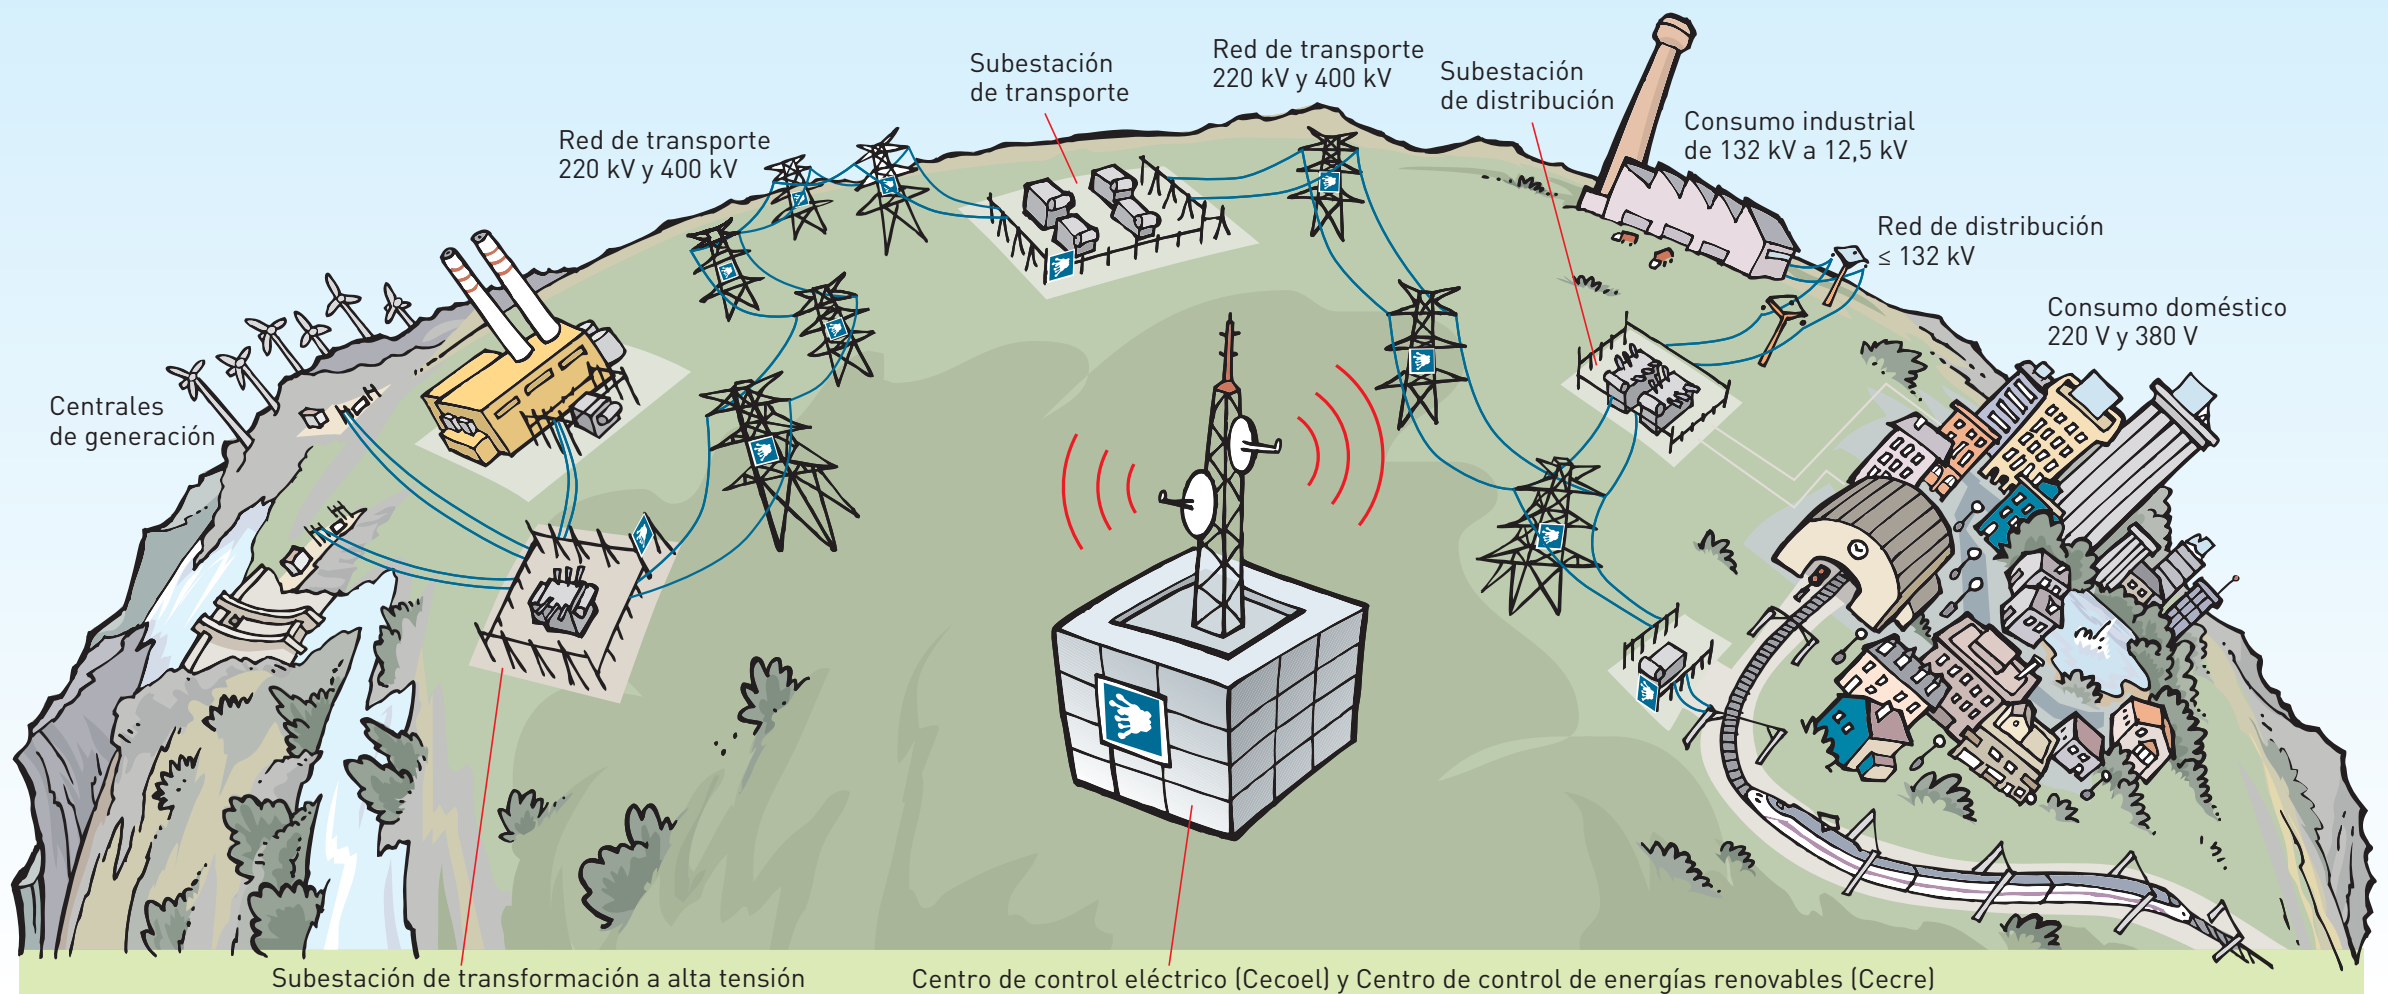 Subestación
de transporte
Red de transporte
220 kV y 400 kV
Subestación
de distribución
Red de transporte
220 kV y 400 kV
Consumo industrial
de 132 kV a 12,5 kV
Red de distribución
≤ 132 kV
Consumo doméstico
220 V y 380 V
Centrales
de generación
Subestación de transformación a alta tensión
Centro de control eléctrico (Cecoel) y Centro de control de energías renovables (Cecre)